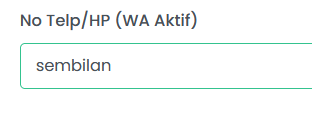 No Telp/HP (WA Aktif)
sembilan